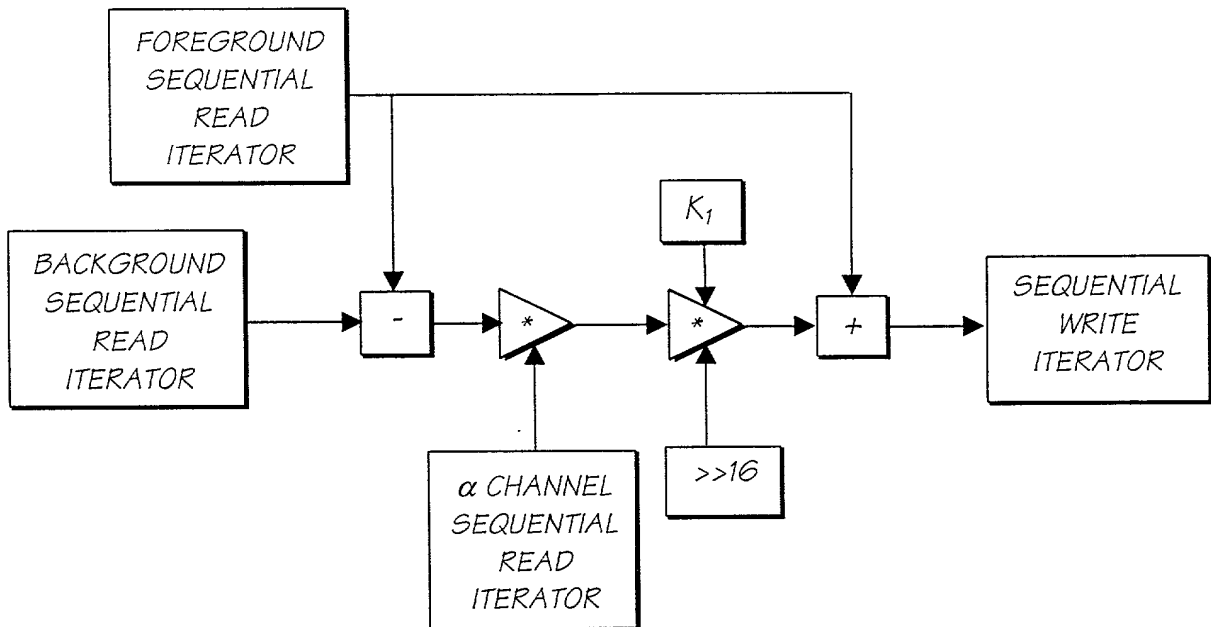 FOREGROUND
SEQUENTIAL
READ
ITERATOR
K₁
BACKGROUND
SEQUENTIAL
READ
ITERATOR
-
*
*
+
SEQUENTIAL
WRITE
ITERATOR
α CHANNEL
SEQUENTIAL
READ
ITERATOR
>>16